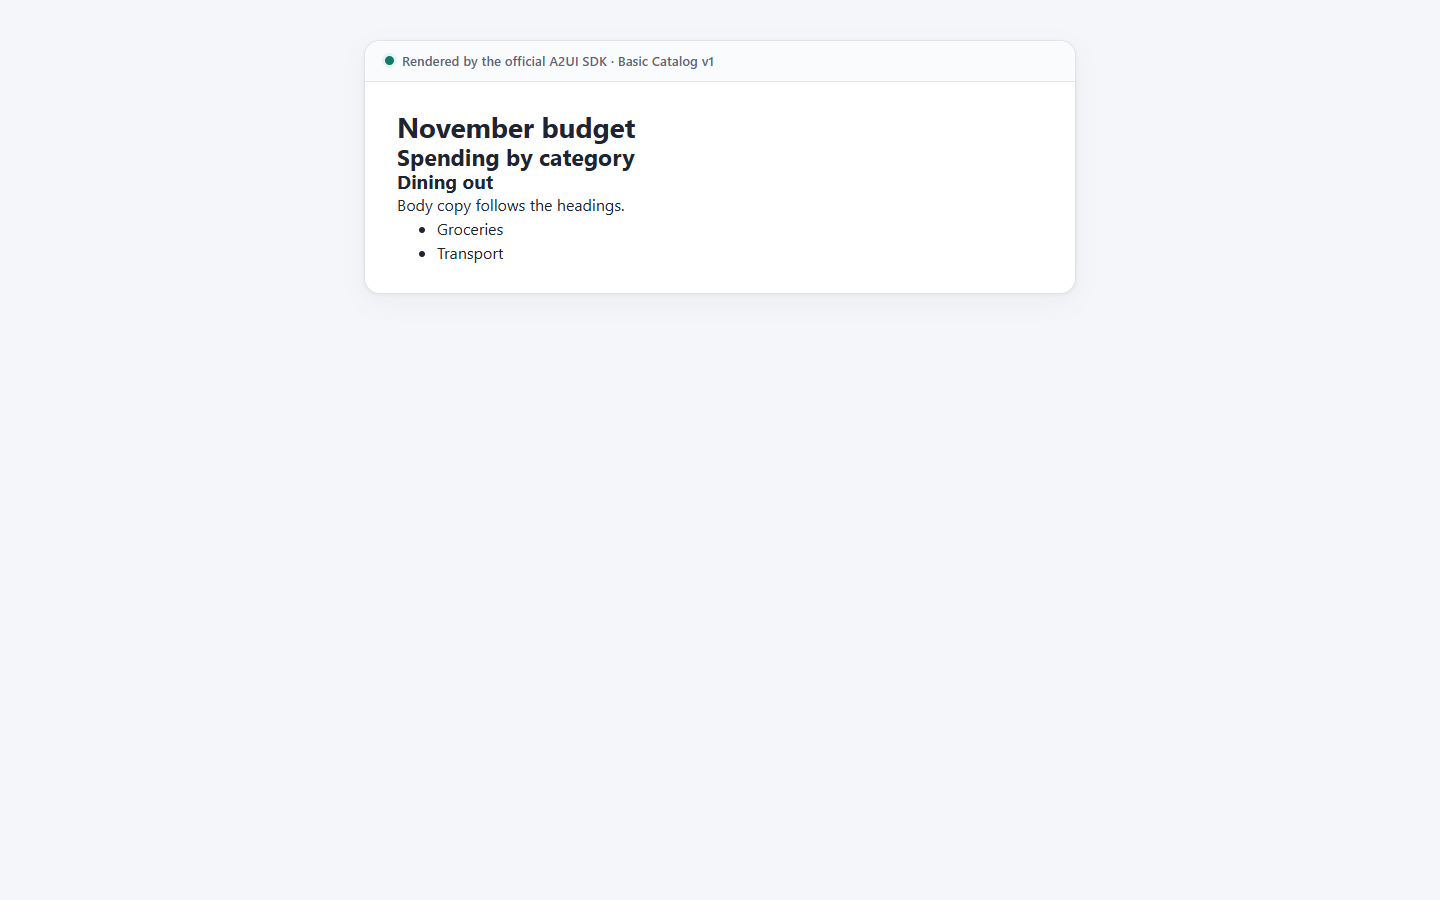 Rendered by the official A2UI SDK · Basic Catalog v1
November budget
Spending by category
Dining out
Body copy follows the headings.
• Groceries
• Transport